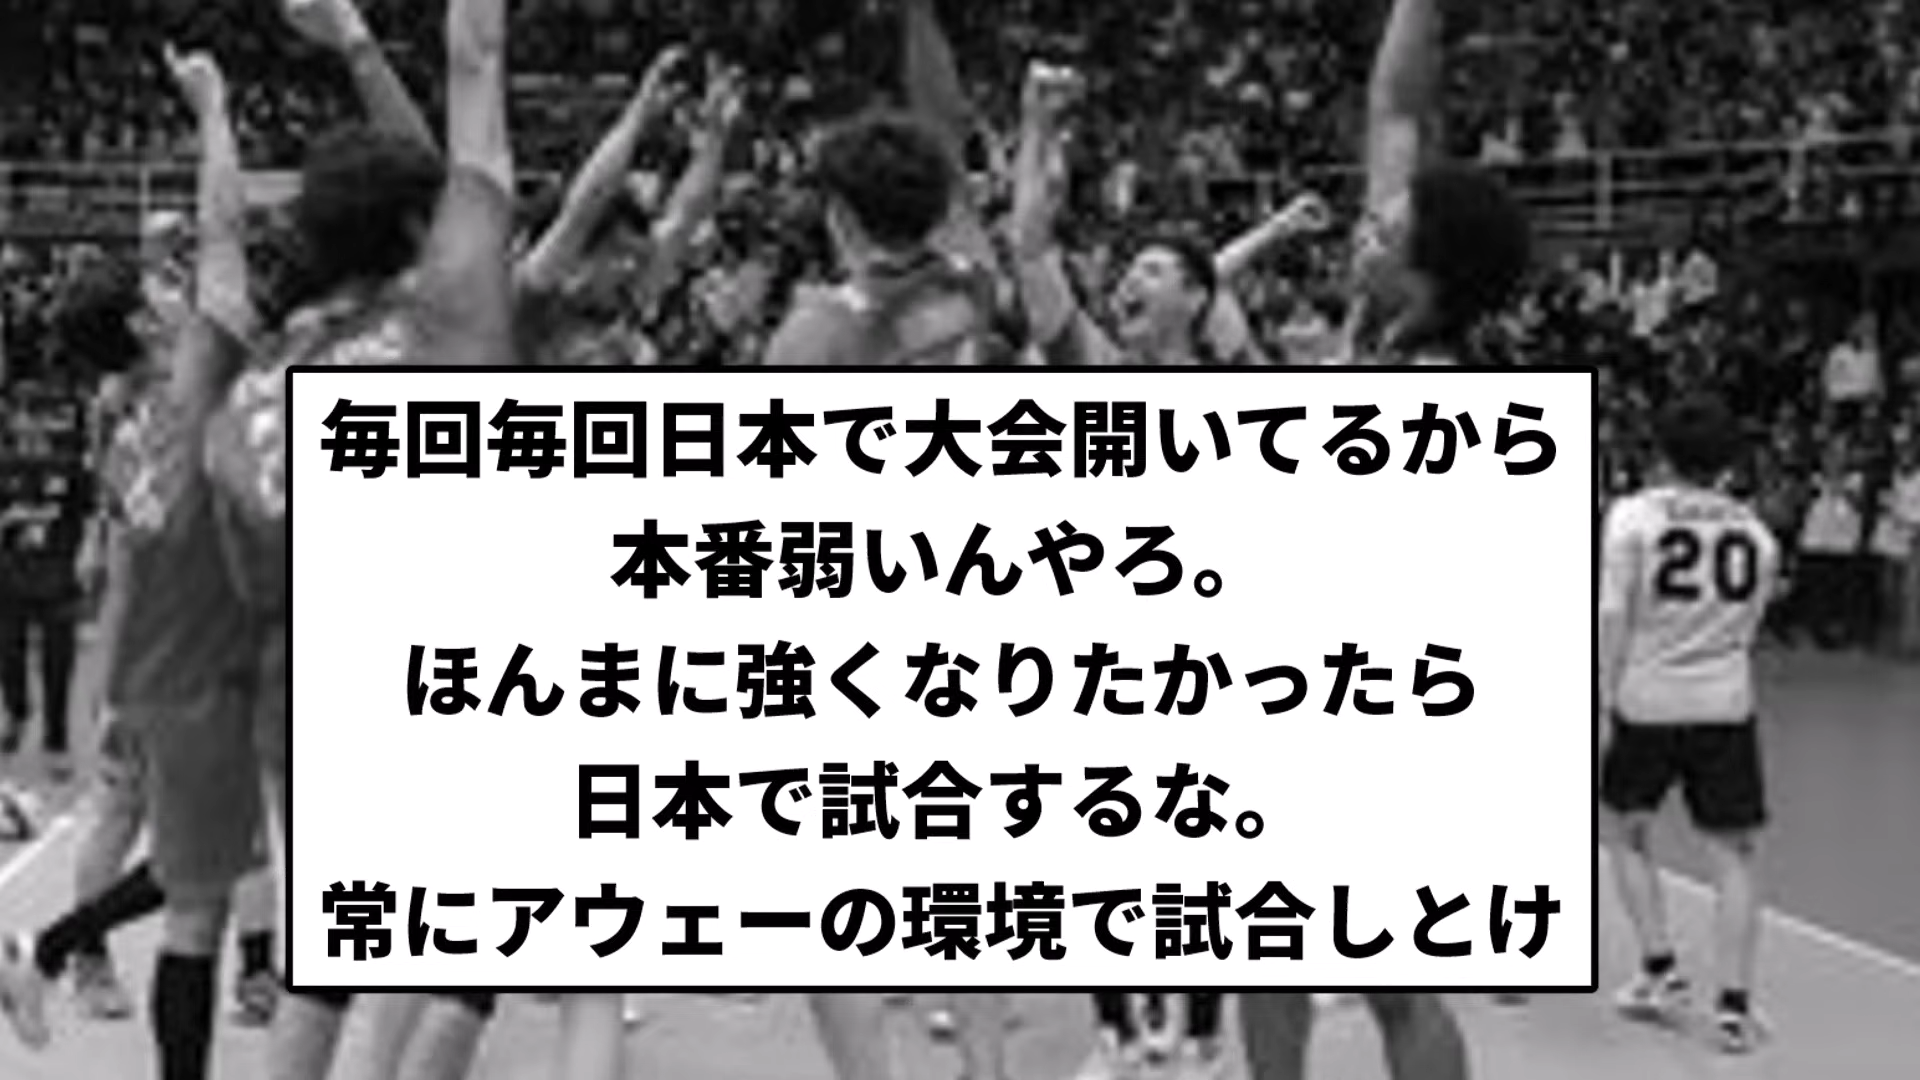 毎回毎回日本で大会開いてるから
本番弱いんやろ。
ほんまに強くなりたかったら
日本で試合するな。
常にアウェーの環境で試合しとけ
20